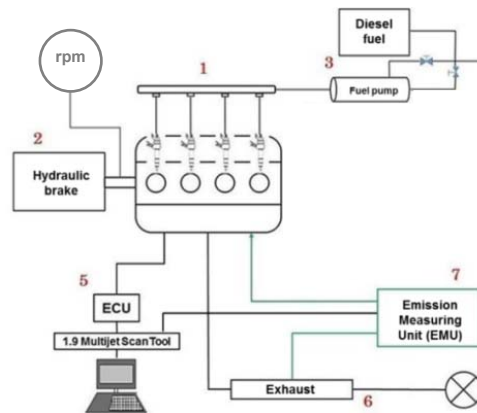 Diesel
fuel
rpm
1
3
Fuel pump
2
Hydraulic
brake
5
7
ECU
Emission
Measuring
Unit (EMU)
1.9 Multijet Scan Tool
Exhaust
6